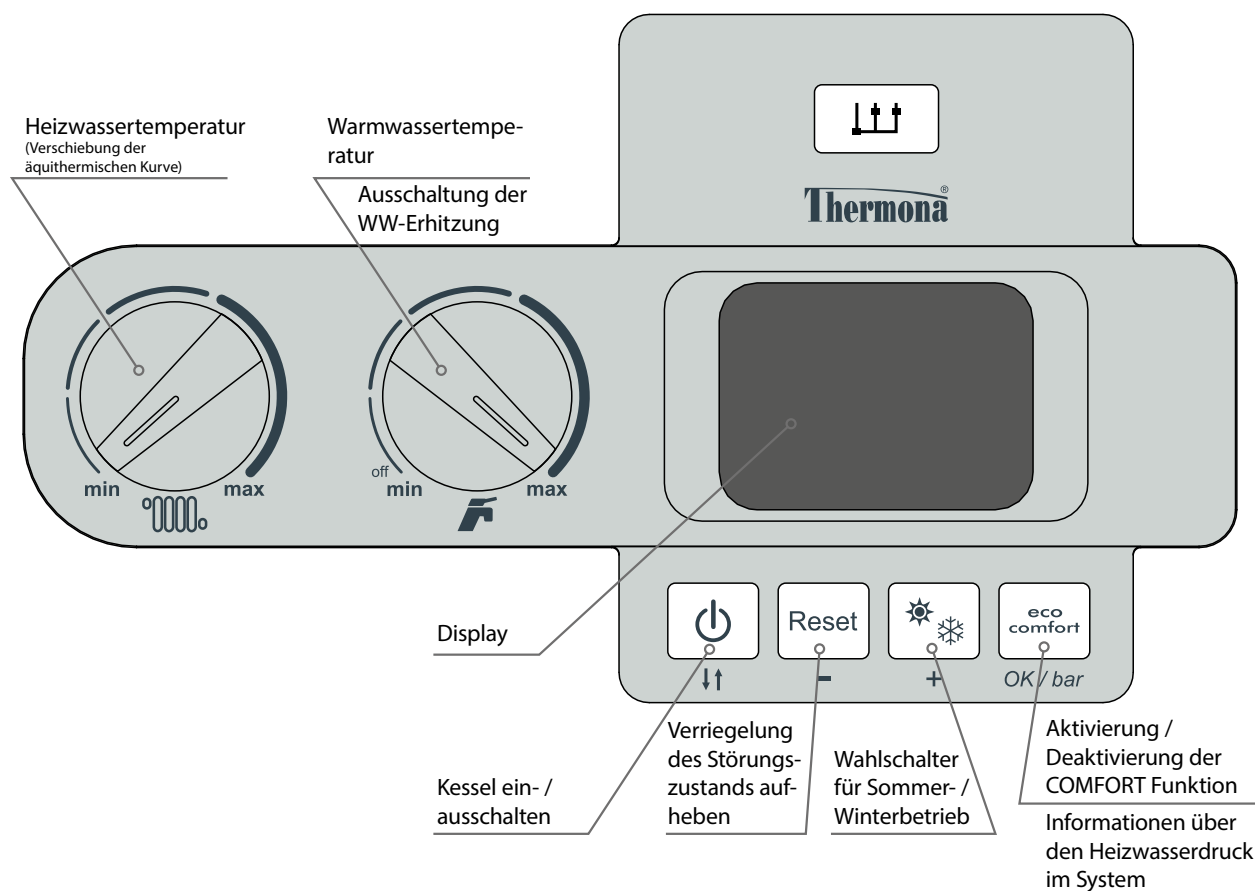 Heizwassertemperatur
(Verschiebung der
äquithermischen Kurve)
Warmwassertempe-
ratur
Ausschaltung der
WW-Erhitzung
Thermona®
min
max
off
min
max
Display
Reset
eco
comfort
↓↑
-
+
OK / bar
Kessel ein- /
ausschalten
Verriegelung
des Störungs-
zustands auf-
heben
Wahlschalter
für Sommer- /
Winterbetrieb
Aktivierung /
Deaktivierung der
COMFORT Funktion
Informationen über
den Heizwasserdruck
im System